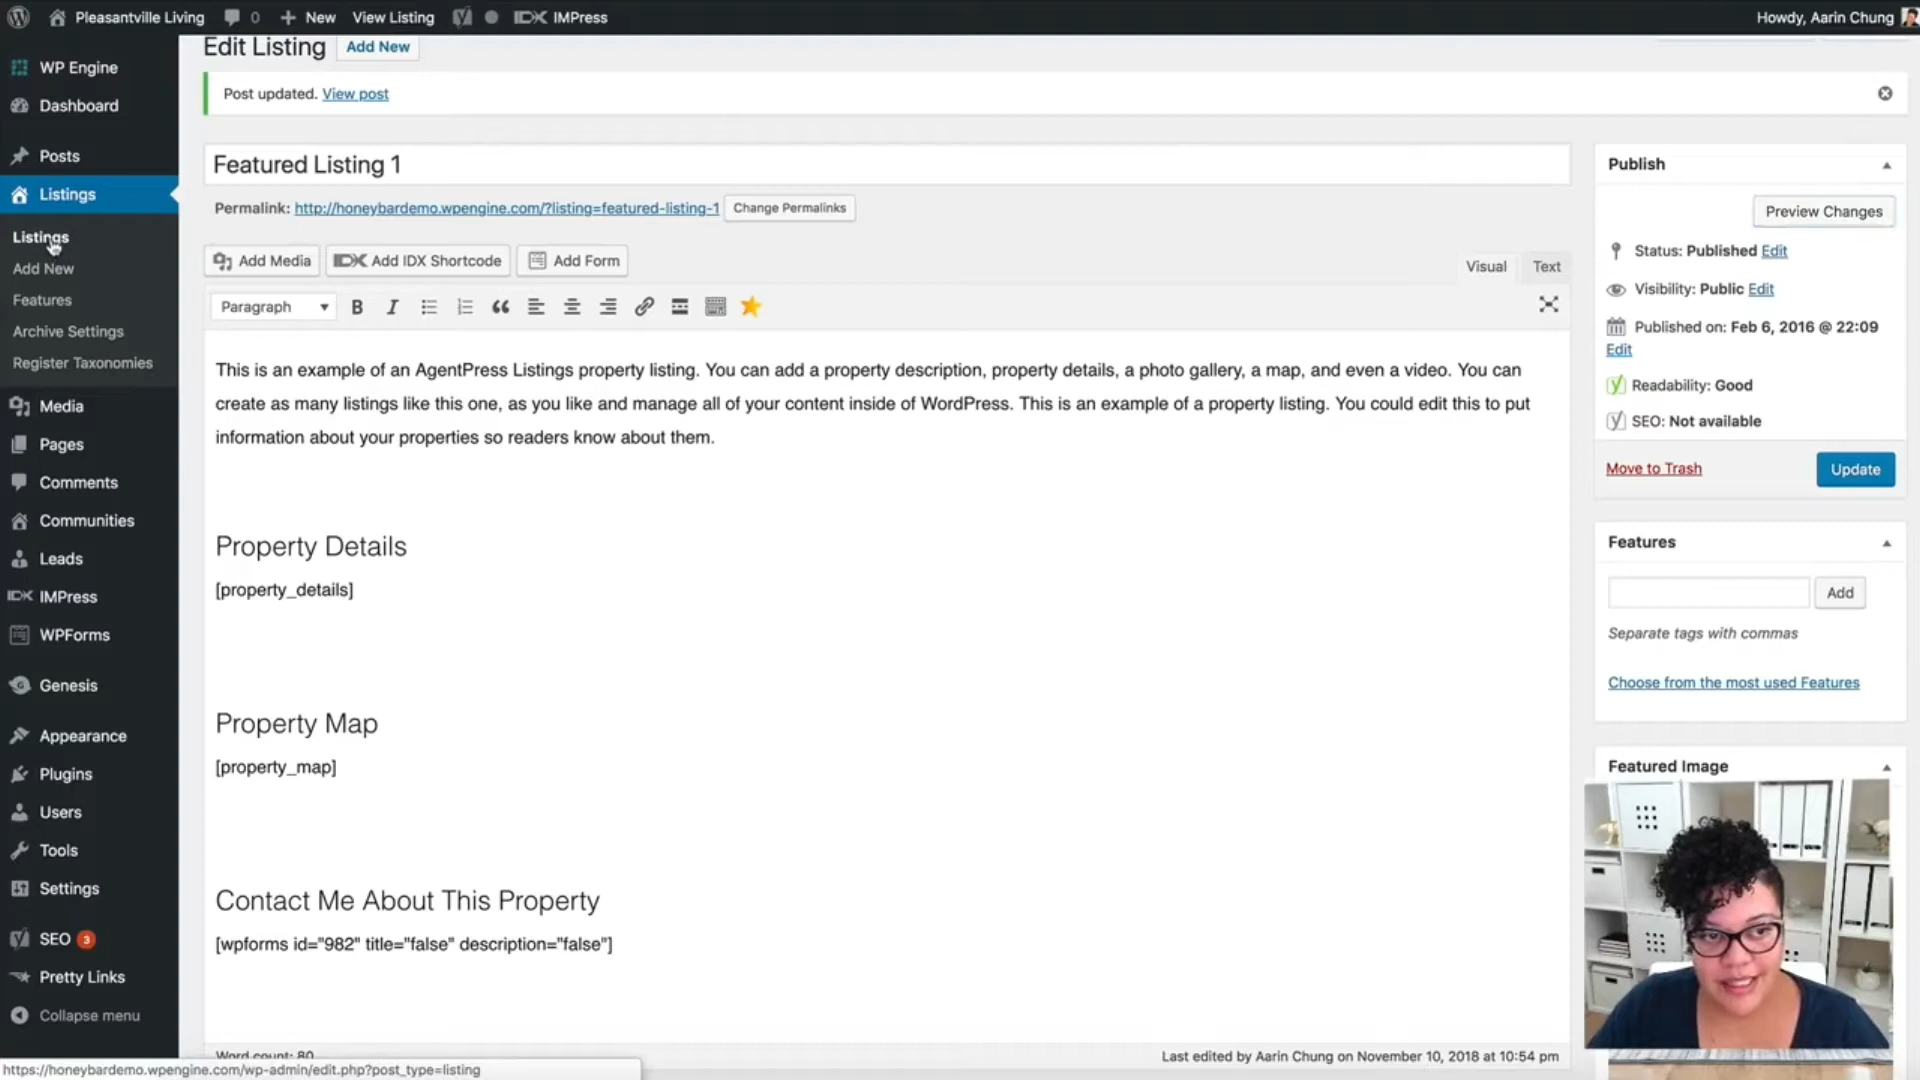 Pleasantville Living 0 New View Listing IDX IMPress Howdy, Aarin Chung
Edit Listing Add New
WP Engine
Dashboard
Posts
Listings
Listings
Add New
Features
Archive Settings
Register Taxonomies
Media
Pages
Comments
Communities
Leads
IDX IMPress
WPForms
Genesis
Appearance
Plugins
Users
Tools
Settings
SEO 3
Pretty Links
Collapse menu
Post updated. View post
Featured Listing 1
Permalink: http://honeybardemo.wpengine.com/?listing=featured-listing-1 Change Permalinks
Add Media IDX Add IDX Shortcode Add Form
Visual Text
Paragraph B I
This is an example of an AgentPress Listings property listing. You can add a property description, property details, a photo gallery, a map, and even a video. You can
create as many listings like this one, as you like and manage all of your content inside of WordPress. This is an example of a property listing. You could edit this to put
information about your properties so readers know about them.
Property Details
[property_details]
Property Map
[property_map]
Contact Me About This Property
[wpforms id="982" title="false" description="false"]
Word count: 80
Last edited by Aarin Chung on November 10, 2018 at 10:54 pm
Publish
Preview Changes
Status: Published Edit
Visibility: Public Edit
Published on: Feb 6, 2016 @ 22:09
Edit
Readability: Good
SEO: Not available
Move to Trash Update
Features
Add
Separate tags with commas
Choose from the most used Features
Featured Image
https://honeybardemo.wpengine.com/wp-admin/edit.php?post_type=listing